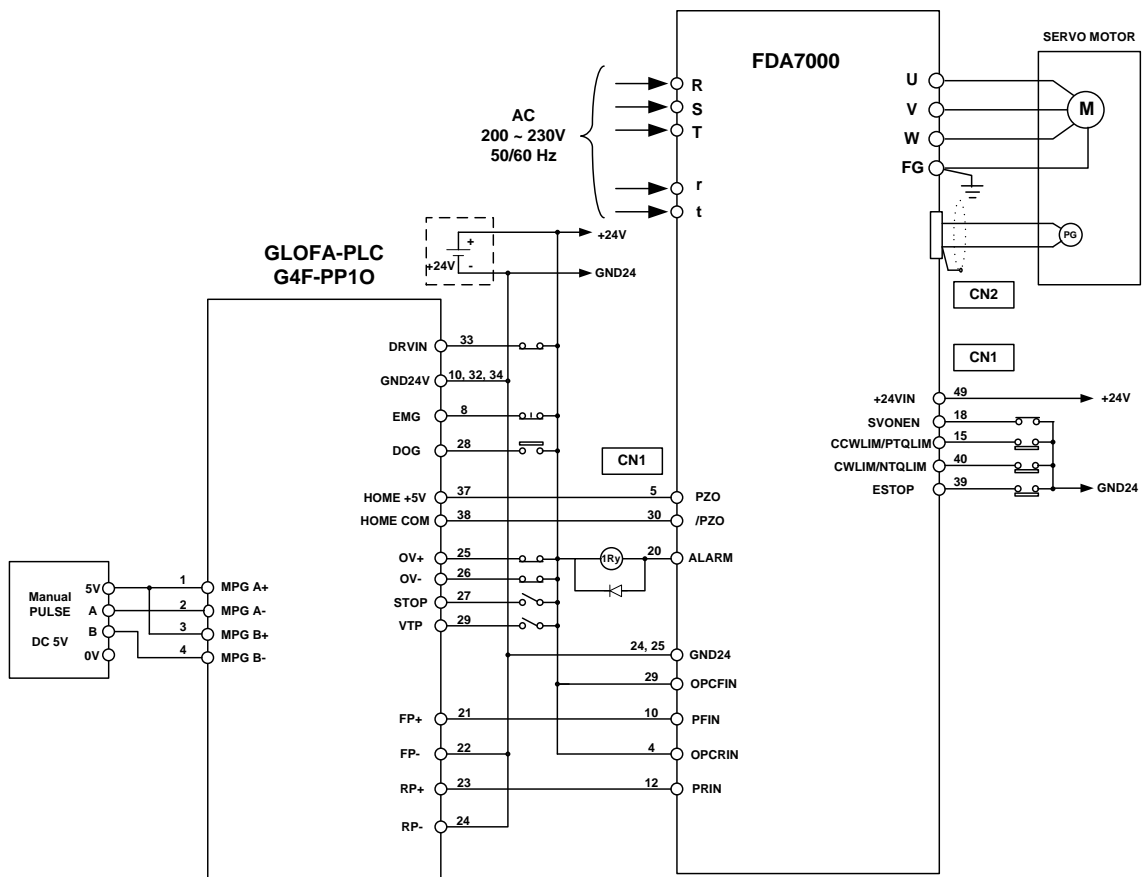 SERVO MOTOR
FDA7000
R
S
T
r
t
AC
200 ~ 230V
50/60 Hz
U
V
W
FG
M
PG
CN2
CN1
+24V
GND24
+
+24V
-
GLOFA-PLC
G4F-PP1O
DRVIN 33
GND24V 10, 32, 34
EMG 8
DOG 28
HOME +5V 37
HOME COM 38
OV+ 25
OV- 26
STOP 27
VTP 29
FP+ 21
FP- 22
RP+ 23
RP- 24
Manual
PULSE
DC 5V
5V
A
B
0V
1 MPG A+
2 MPG A-
3 MPG B+
4 MPG B-
CN1
5 PZO
30 /PZO
1Ry
20 ALARM
24, 25 GND24
29 OPCFIN
10 PFIN
4 OPCRIN
12 PRIN
+24VIN 49 +24V
SVONEN 18
CCWLIM/PTQLIM 15
CWLIM/NTQLIM 40
ESTOP 39 GND24